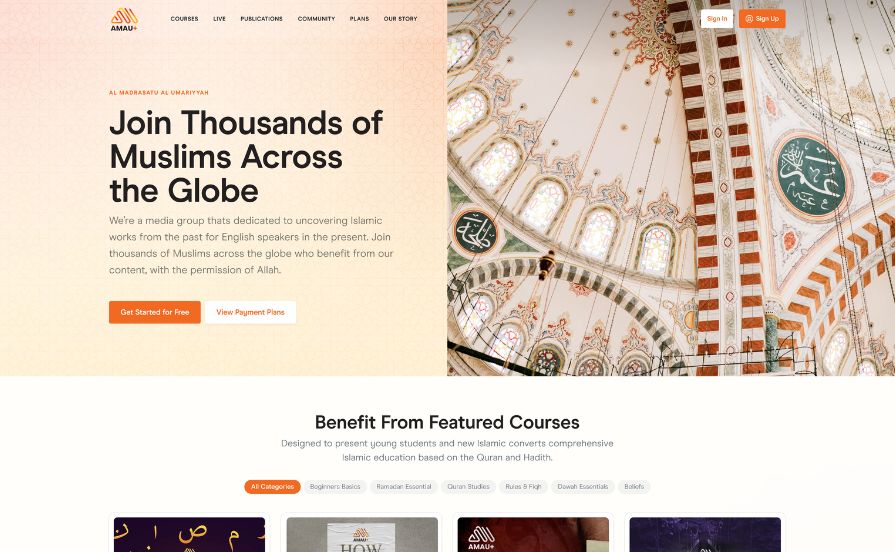 AMAU+
COURSES
LIVE
PUBLICATIONS
COMMUNITY
PLANS
OUR STORY
Sign In
Sign Up
AL MADRASATU AL UMARIYYAH
Join Thousands of
Muslims Across
the Globe
We're a media group thats dedicated to uncovering Islamic
works from the past for English speakers in the present. Join
thousands of Muslims across the globe who benefit from our
content, with the permission of Allah.
Get Started for Free
View Payment Plans
Benefit From Featured Courses
Designed to present young students and new Islamic converts comprehensive
Islamic education based on the Quran and Hadith.
All Categories
Beginners Basics
Ramadan Essential
Quran Studies
Rules & Fiqh
Dawah Essentials
Beliefs
AMAU+
HOW
AMAU+